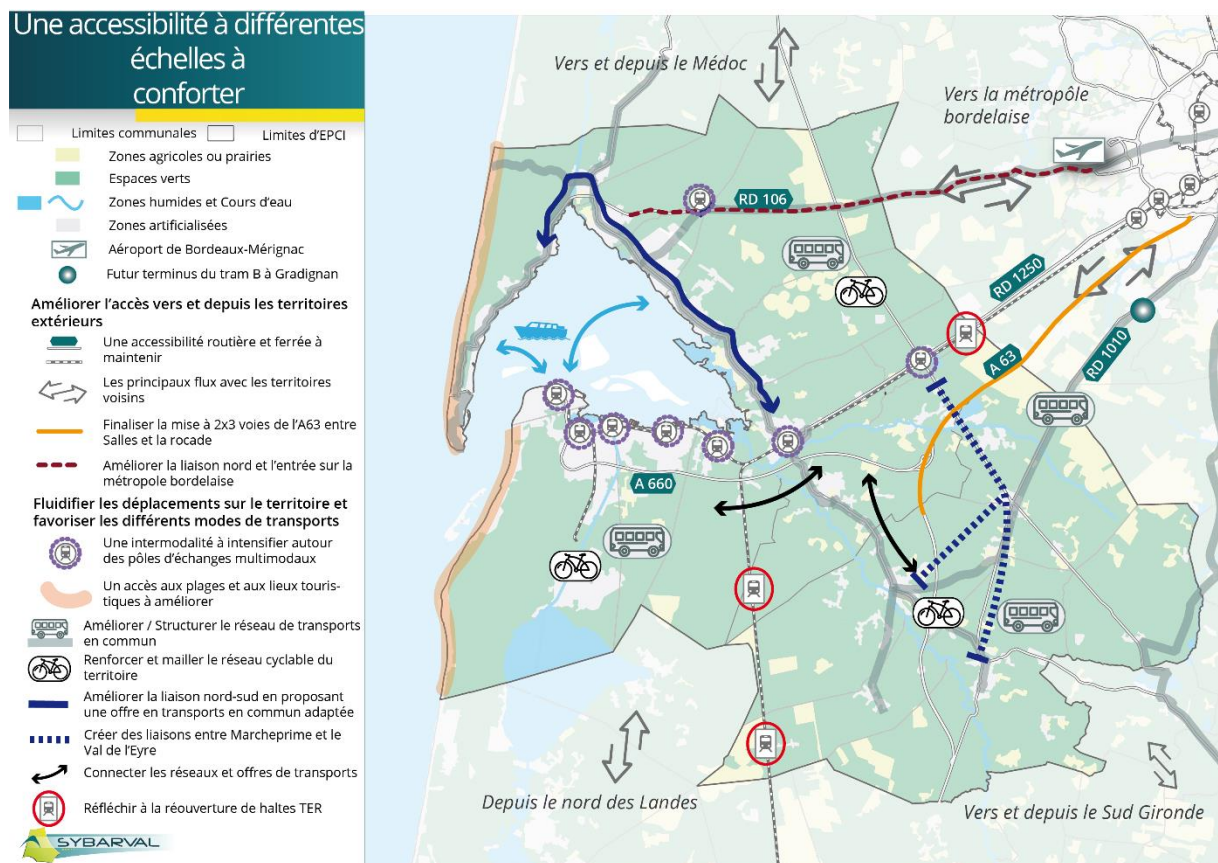 Une accessibilité à différentes
échelles à
conforter
Limites communales
Limites d'EPCI
Zones agricoles ou prairies
Espaces verts
Zones humides et Cours d'eau
Zones artificialisées
Aéroport de Bordeaux-Mérignac
Futur terminus du tram B à Gradignan
Améliorer l'accès vers et depuis les territoires
extérieurs
Une accessibilité routière et ferrée à
maintenir
Les principaux flux avec les territoires
voisins
Finaliser la mise à 2x3 voies de l'A63 entre
Salles et la rocade
Améliorer la liaison nord et l'entrée sur la
métropole bordelaise
Fluidifier les déplacements sur le territoire et
favoriser les différents modes de transports
Une intermodalité à intensifier autour
des pôles d'échanges multimodaux
Un accès aux plages et aux lieux touris-
tiques à améliorer
Améliorer / Structurer le réseau de transports
en commun
Renforcer et mailler le réseau cyclable du
territoire
Améliorer la liaison nord-sud en proposant
une offre en transports en commun adaptée
Créer des liaisons entre Marcheprime et le
Val de l'Eyre
Connecter les réseaux et offres de transports
Réfléchir à la réouverture de haltes TER
SYBARVAL
Vers et depuis le Médoc
Vers la métropole
bordelaise
RD 106
RD 1250
A 63
RD 1010
A 660
Depuis le nord des Landes
Vers et depuis le Sud Gironde